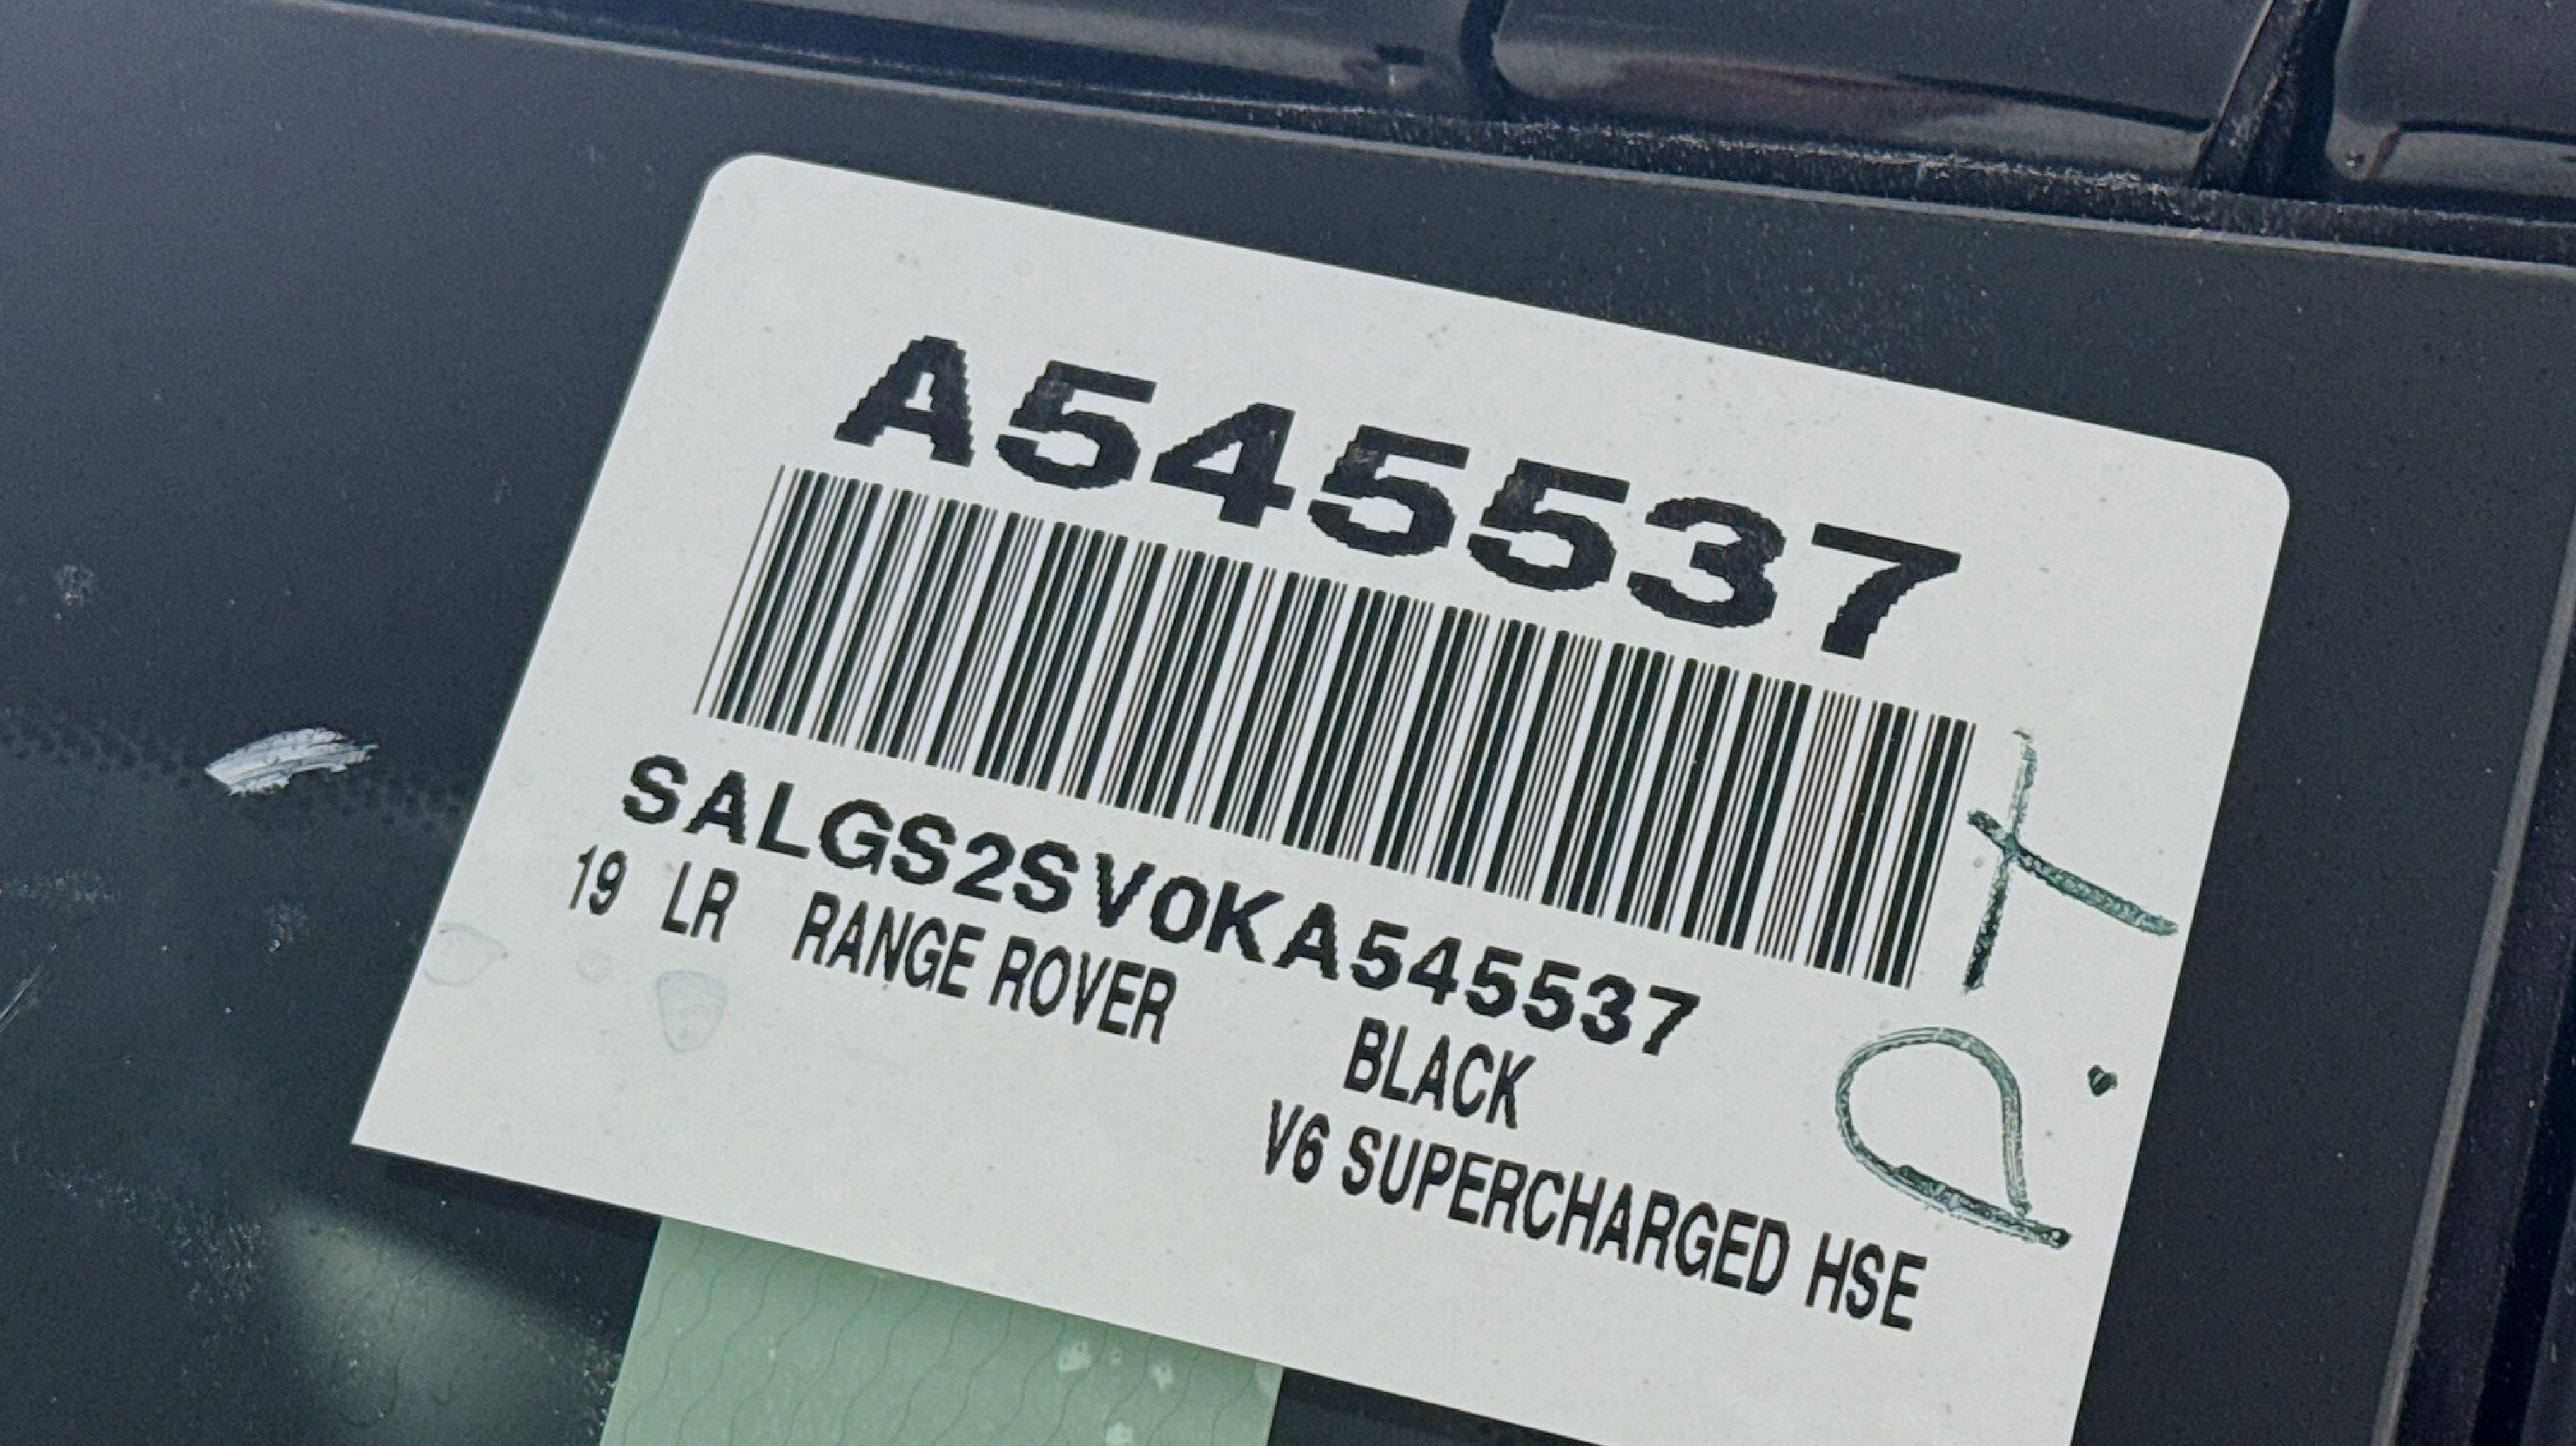 A545537
SALGS2SV0KA545537
19 LR RANGE ROVER BLACK
V6 SUPERCHARGED HSE